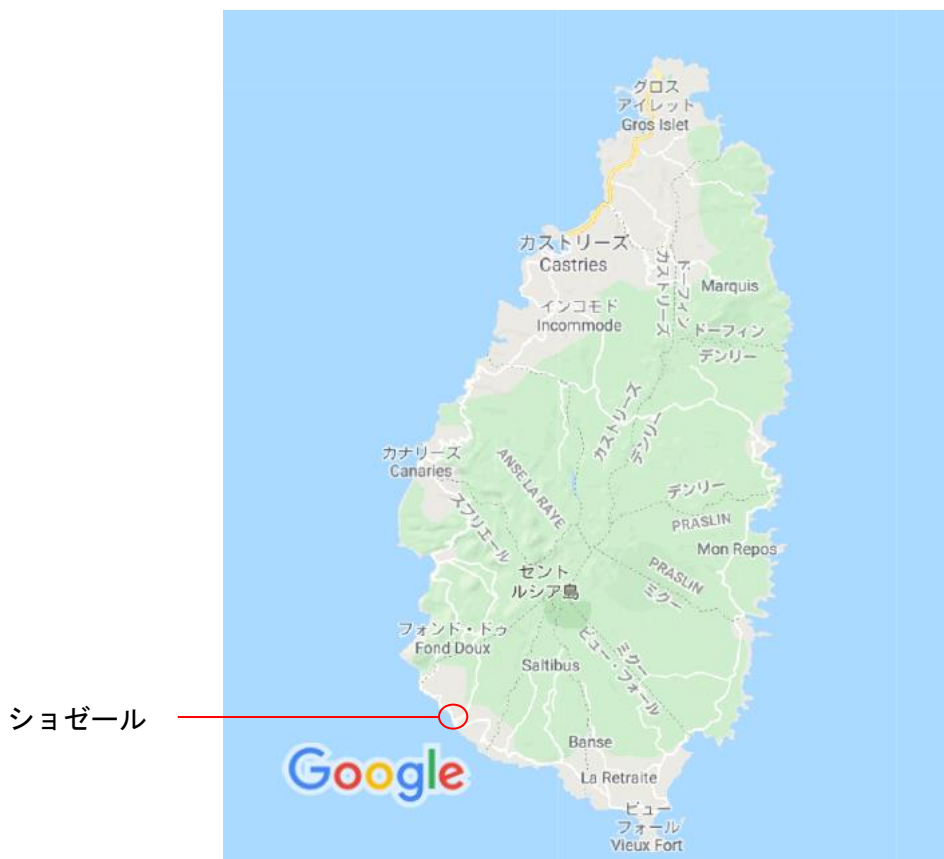 グロス
アイレット
Gros Islet
カストリーズ
Castries
カストリーズ
ドーフィン
Marquis
インコモド
Incommode
ドーフィン
デンリー
カストリーズ
デンリー
カナリーズ
Canaries
ANSE LA RAYE
スフリエール
デンリー
PRASLIN
Mon Repos
PRASLIN
ミクー
セント
ルシア島
フォンド・ドゥ
Fond Doux
ミクー
ビュー・フォール
Saltibus
ショゼール
Banse
Google
La Retraite
ビュー
フォール
Vieux Fort